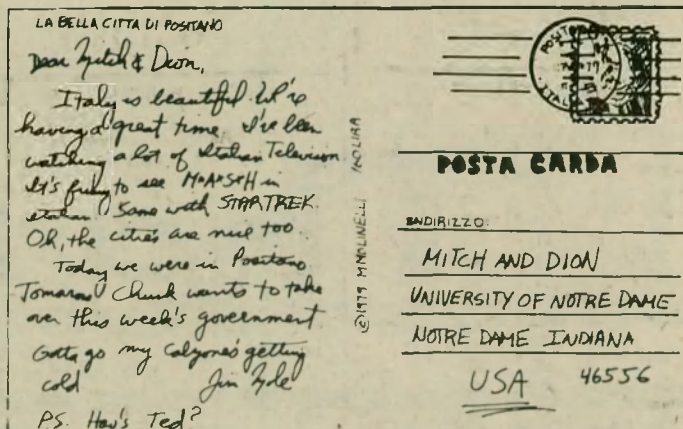 LA BELLA CITTA DI POSITANO
Dear Mitch & Dion,
Italy is beautiful. We're
having a great time. I've been
watching a lot of Italian Television
It's funny to see M*A*S*H in
italian. Same with STAR TREK.
Oh, the cities are nice too.
Today we were in Positano.
Tomarow Chuck wants to take
over this week's government
Gotta go my calzone's getting
cold Jim
P.S. How's Ted?
©1979 M
POSITANO
ITALIA
POSTA CARDA
INDIRIZZO:
MITCH AND DION
UNIVERSITY OF NOTRE DAME
NOTRE DAME INDIANA
USA 46556